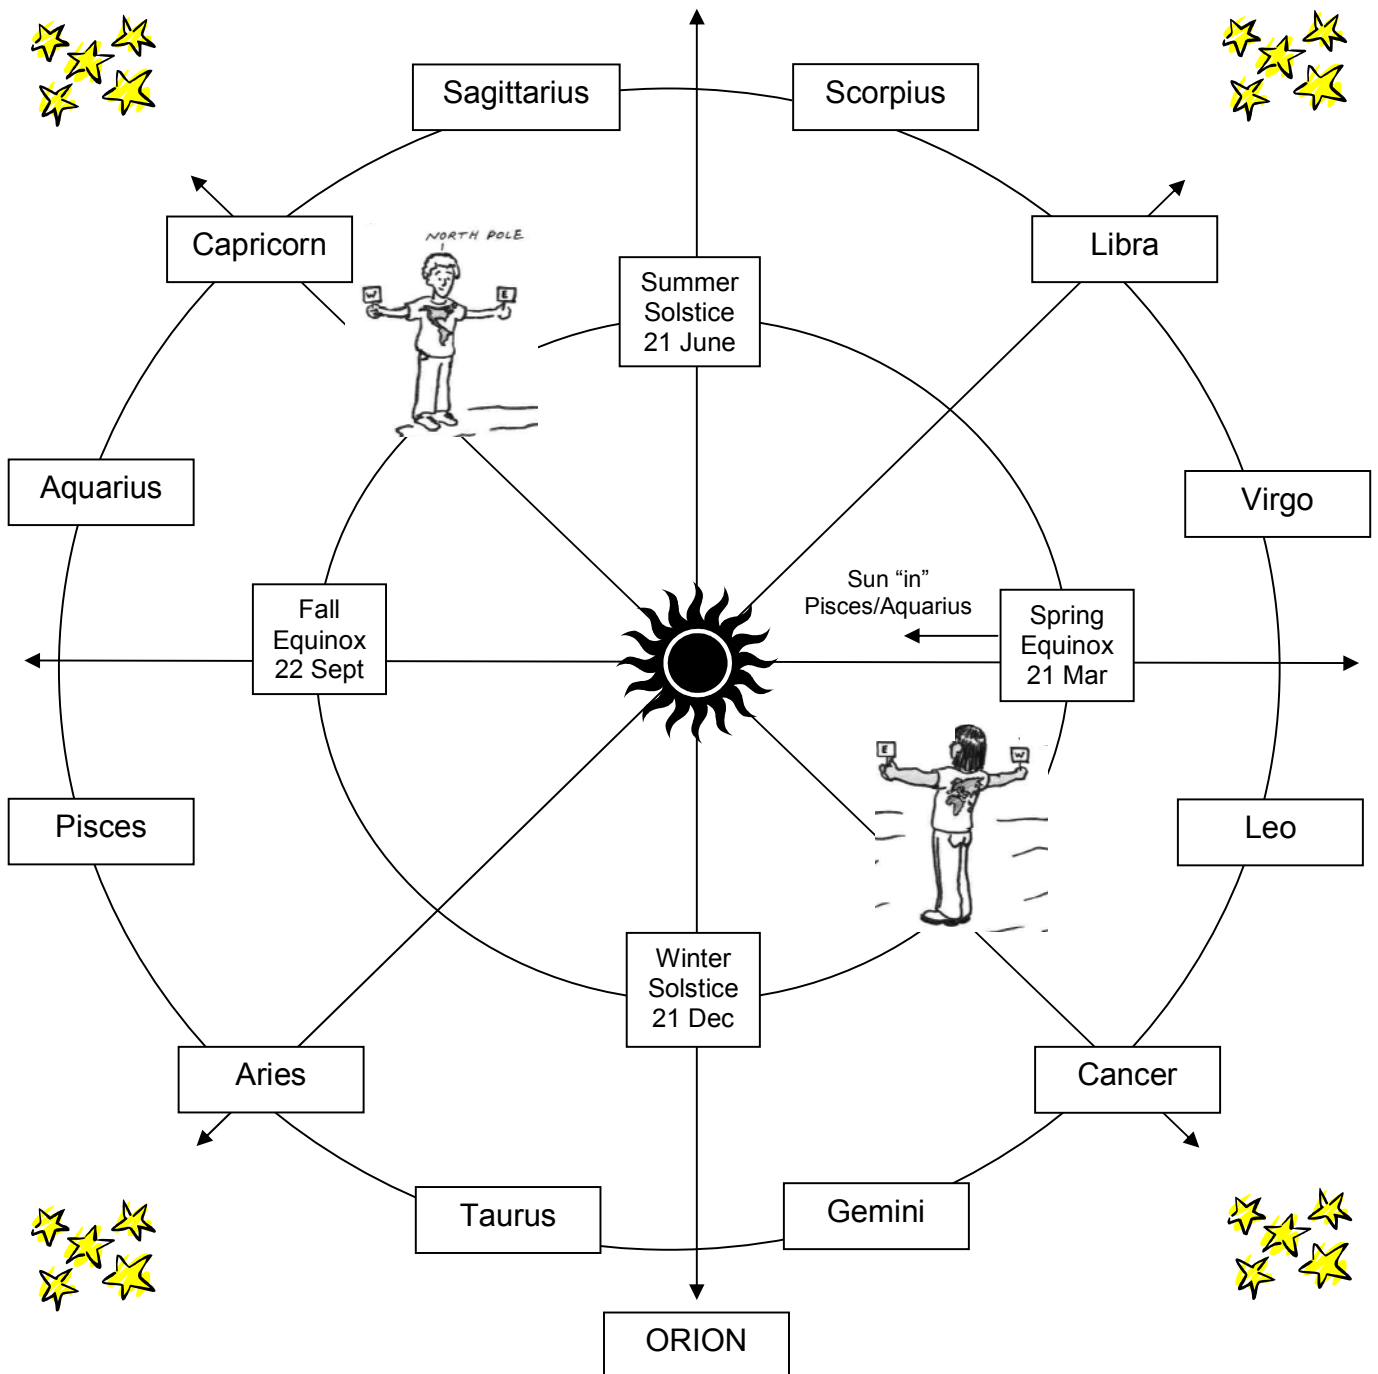 Sagittarius
Scorpius
Capricorn
Libra
NORTH POLE
W
E
Summer
Solstice
21 June
Aquarius
Virgo
Sun “in”
Pisces/Aquarius
Fall
Equinox
22 Sept
Spring
Equinox
21 Mar
E
W
Pisces
Leo
Winter
Solstice
21 Dec
Aries
Cancer
Taurus
Gemini
ORION